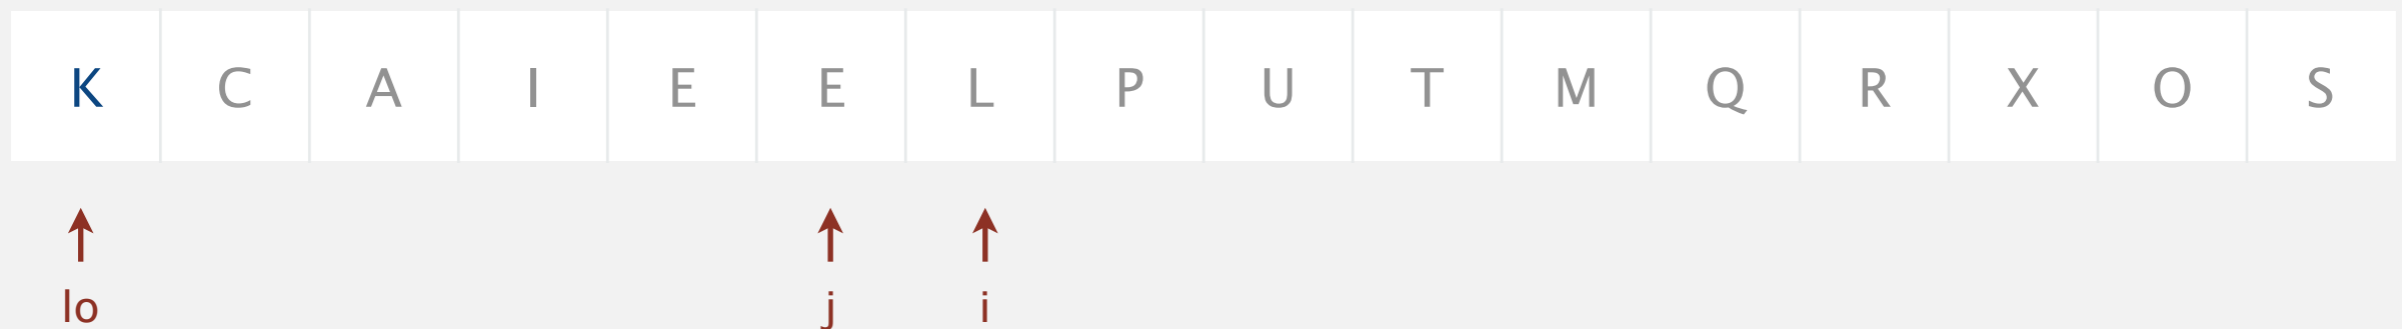 K C A I E E L P U T M Q R X O S
lo j i